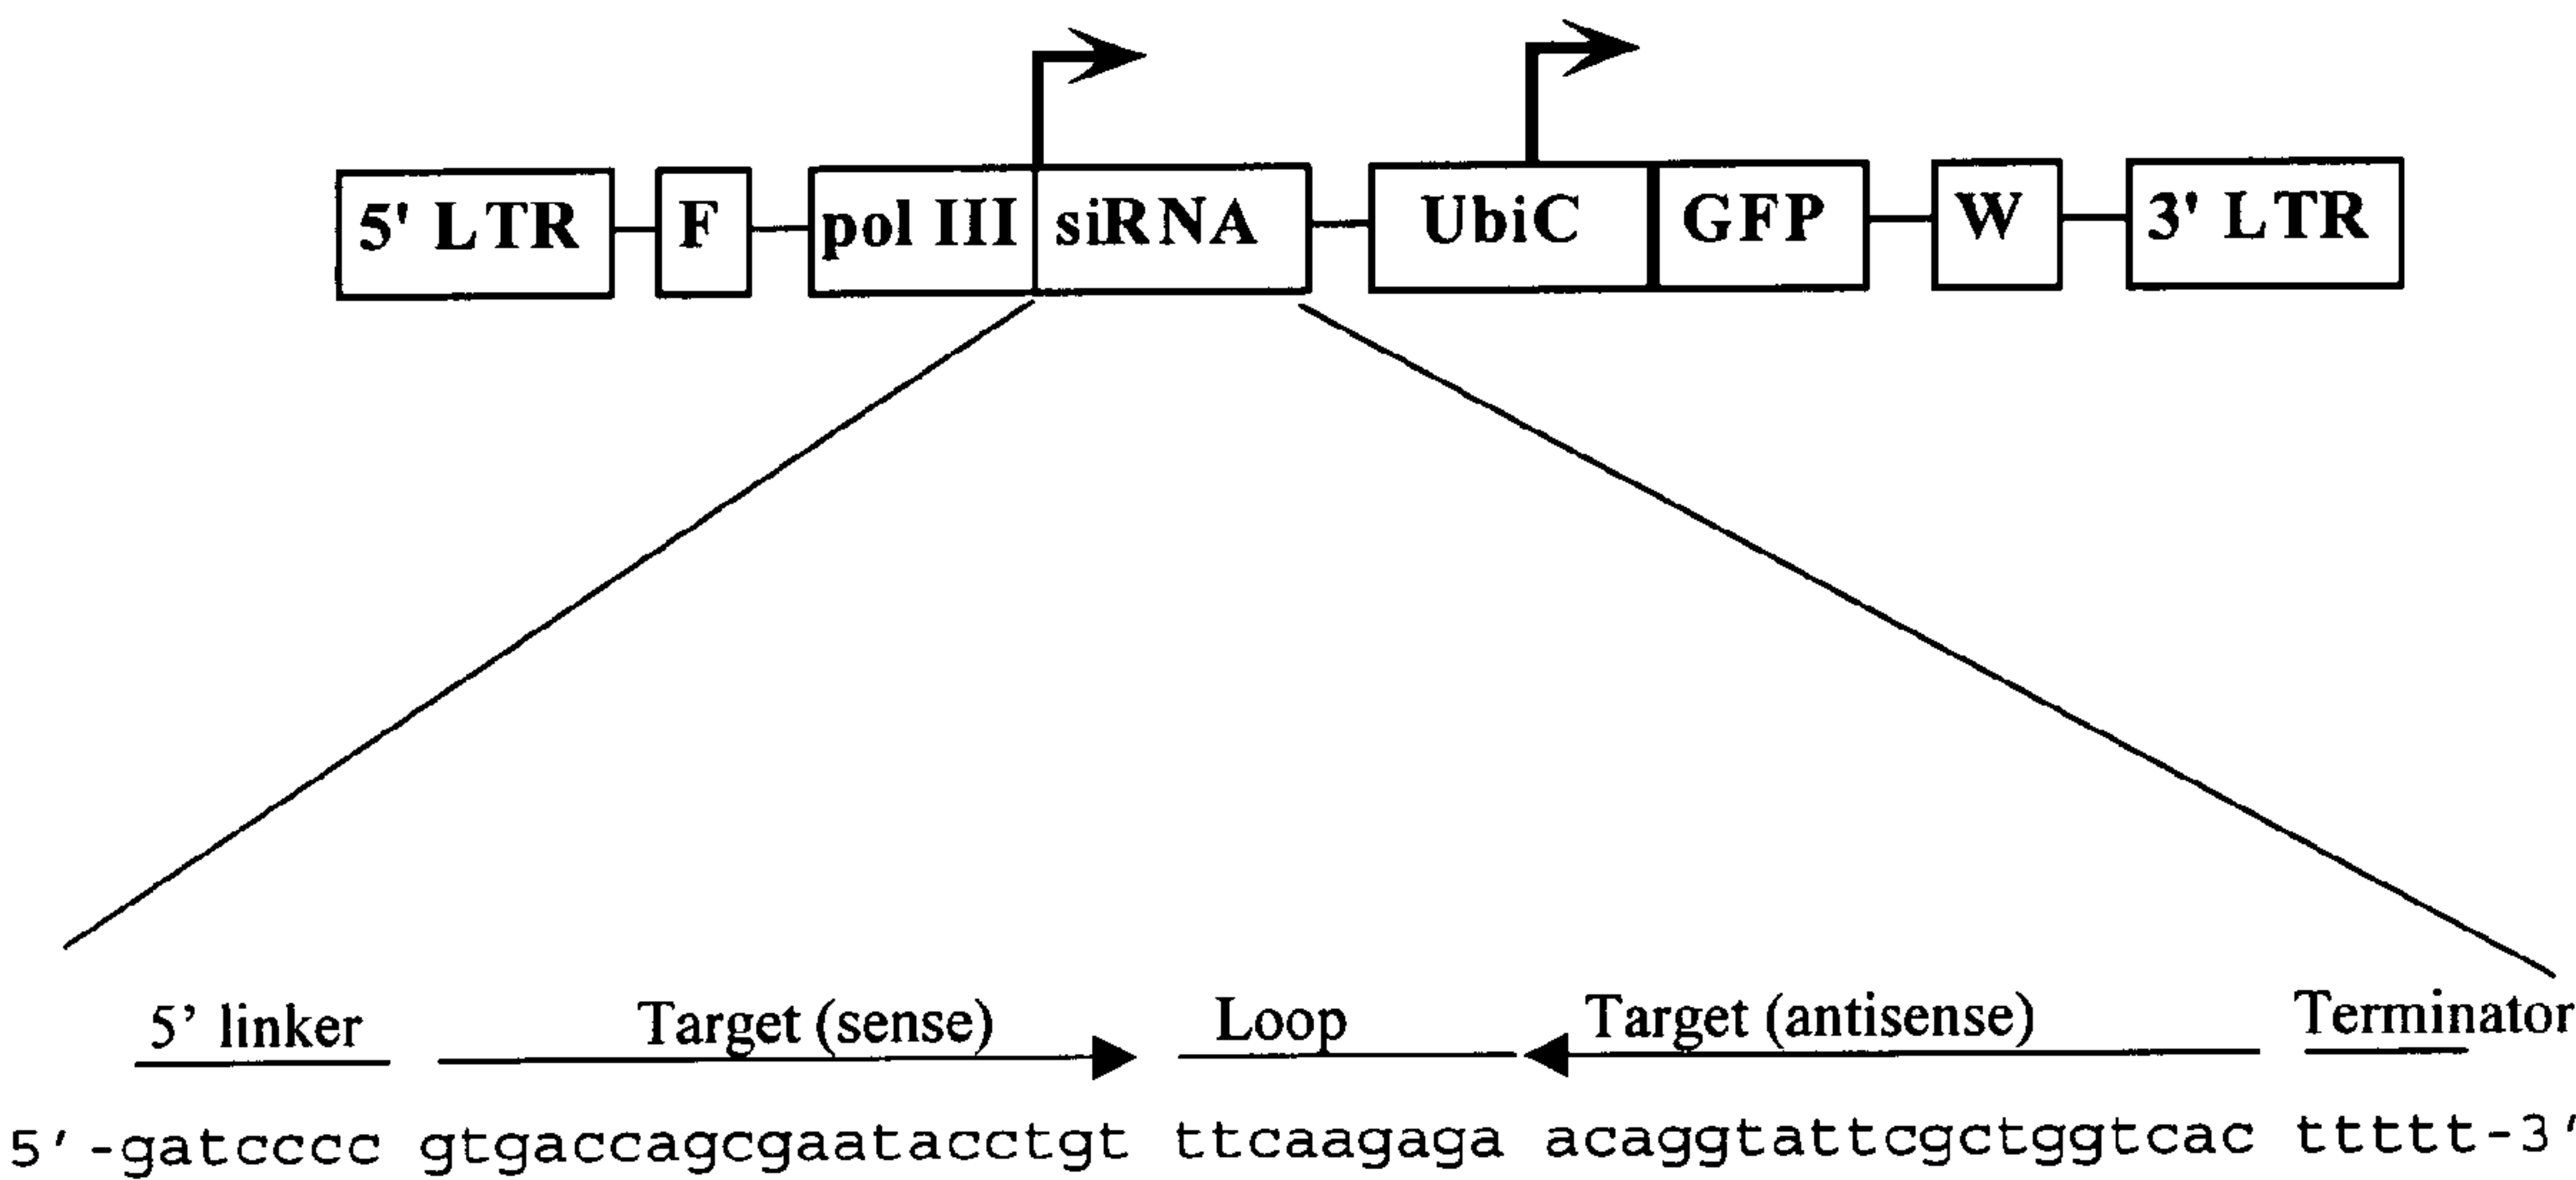 5' LTR F pol III siRNA UbiC GFP W 3' LTR
5’ linker Target (sense) Loop Target (antisense) Terminator
5'-gatcccc gtgaccagcgaatacctgt ttcaagaga acaggtattcgctggtcac ttttt-3'